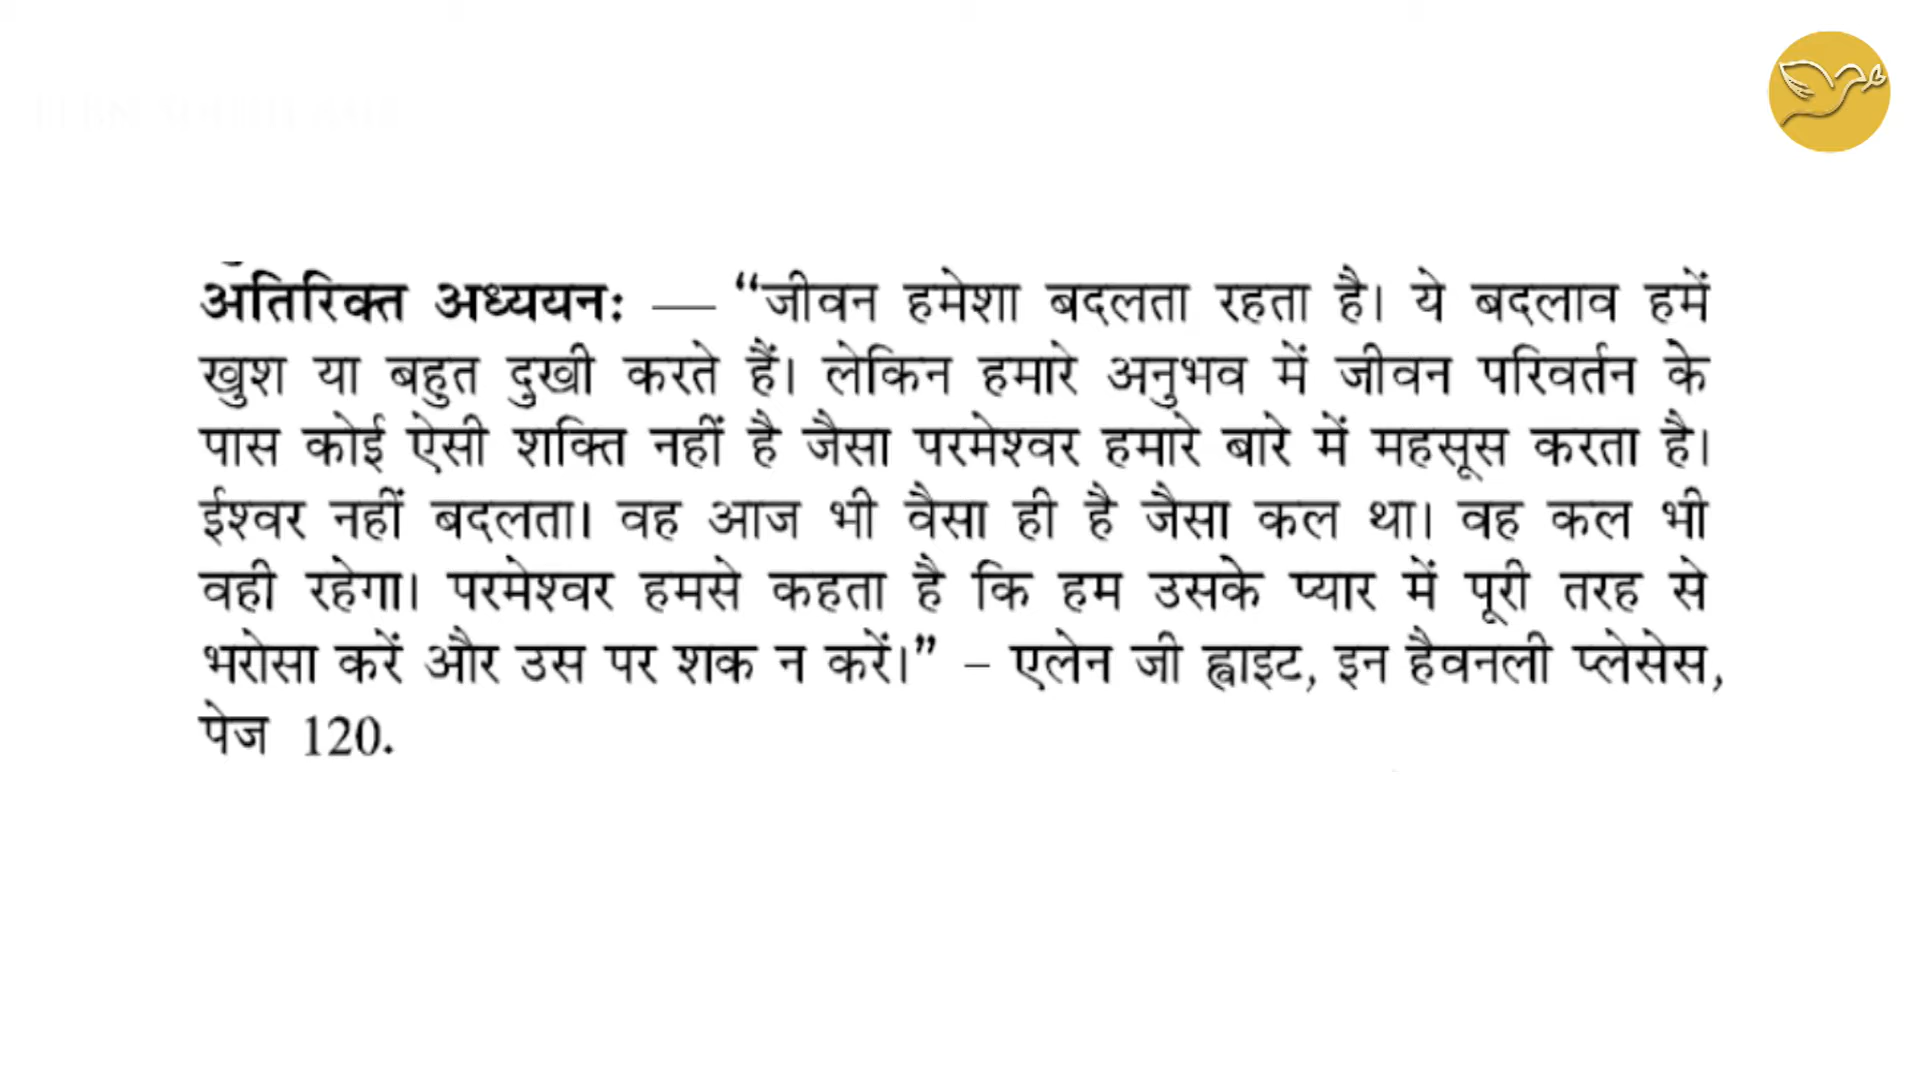 अतिरिक्त अध्ययनः — “जीवन हमेशा बदलता रहता है। ये बदलाव हमें
खुश या बहुत दुखी करते हैं। लेकिन हमारे अनुभव में जीवन परिवर्तन के
पास कोई ऐसी शक्ति नहीं है जैसा परमेश्वर हमारे बारे में महसूस करता है।
ईश्वर नहीं बदलता। वह आज भी वैसा ही है जैसा कल था। वह कल भी
वही रहेगा। परमेश्वर हमसे कहता है कि हम उसके प्यार में पूरी तरह से
भरोसा करें और उस पर शक न करें।” – एलेन जी ह्वाइट, इन हैवनली प्लेसेस,
पेज 120.